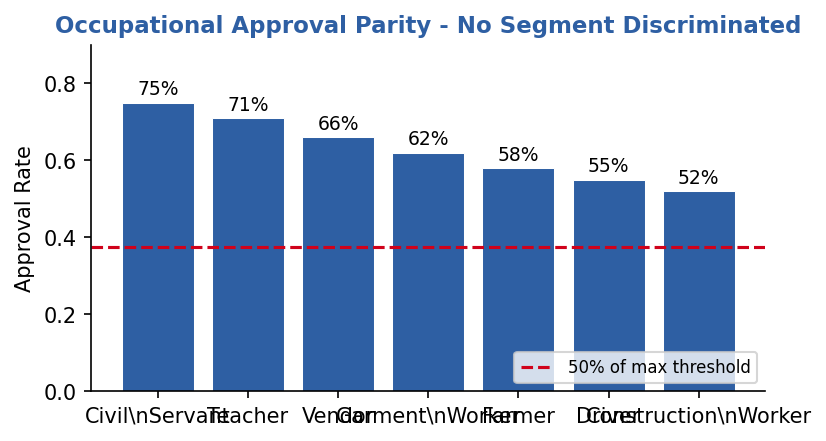 Occupational Approval Parity - No Segment Discriminated
Approval Rate
0.8
0.6
0.4
0.2
0.0
75%
71%
66%
62%
58%
55%
52%
50% of max threshold
Civil\nServant
Teacher
Vendor
Garment\nWorker
Farmer
Driver
Construction\nWorker